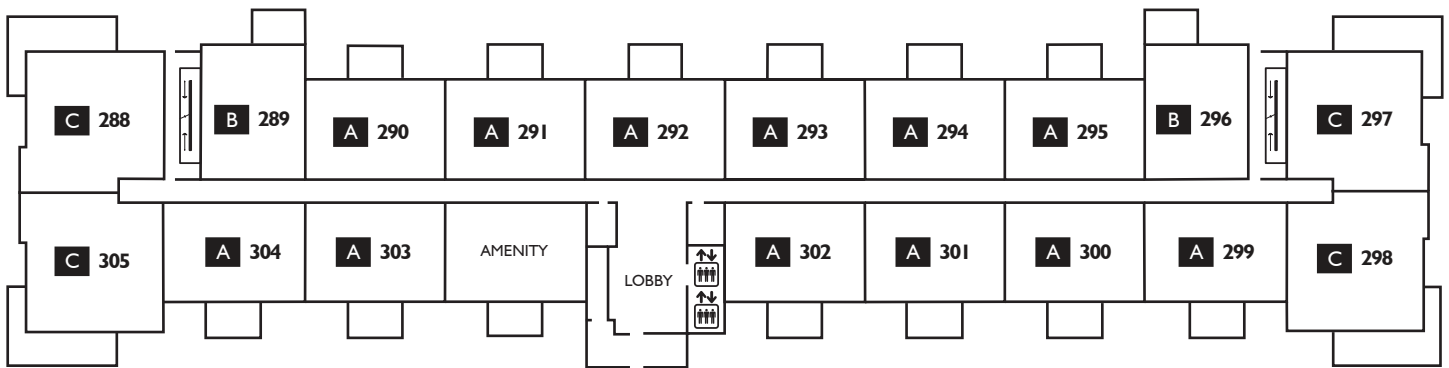 C 288
B 289
A 290
A 291
A 292
A 293
A 294
A 295
B 296
C 297
C 305
A 304
A 303
AMENITY
LOBBY
A 302
A 301
A 300
A 299
C 298